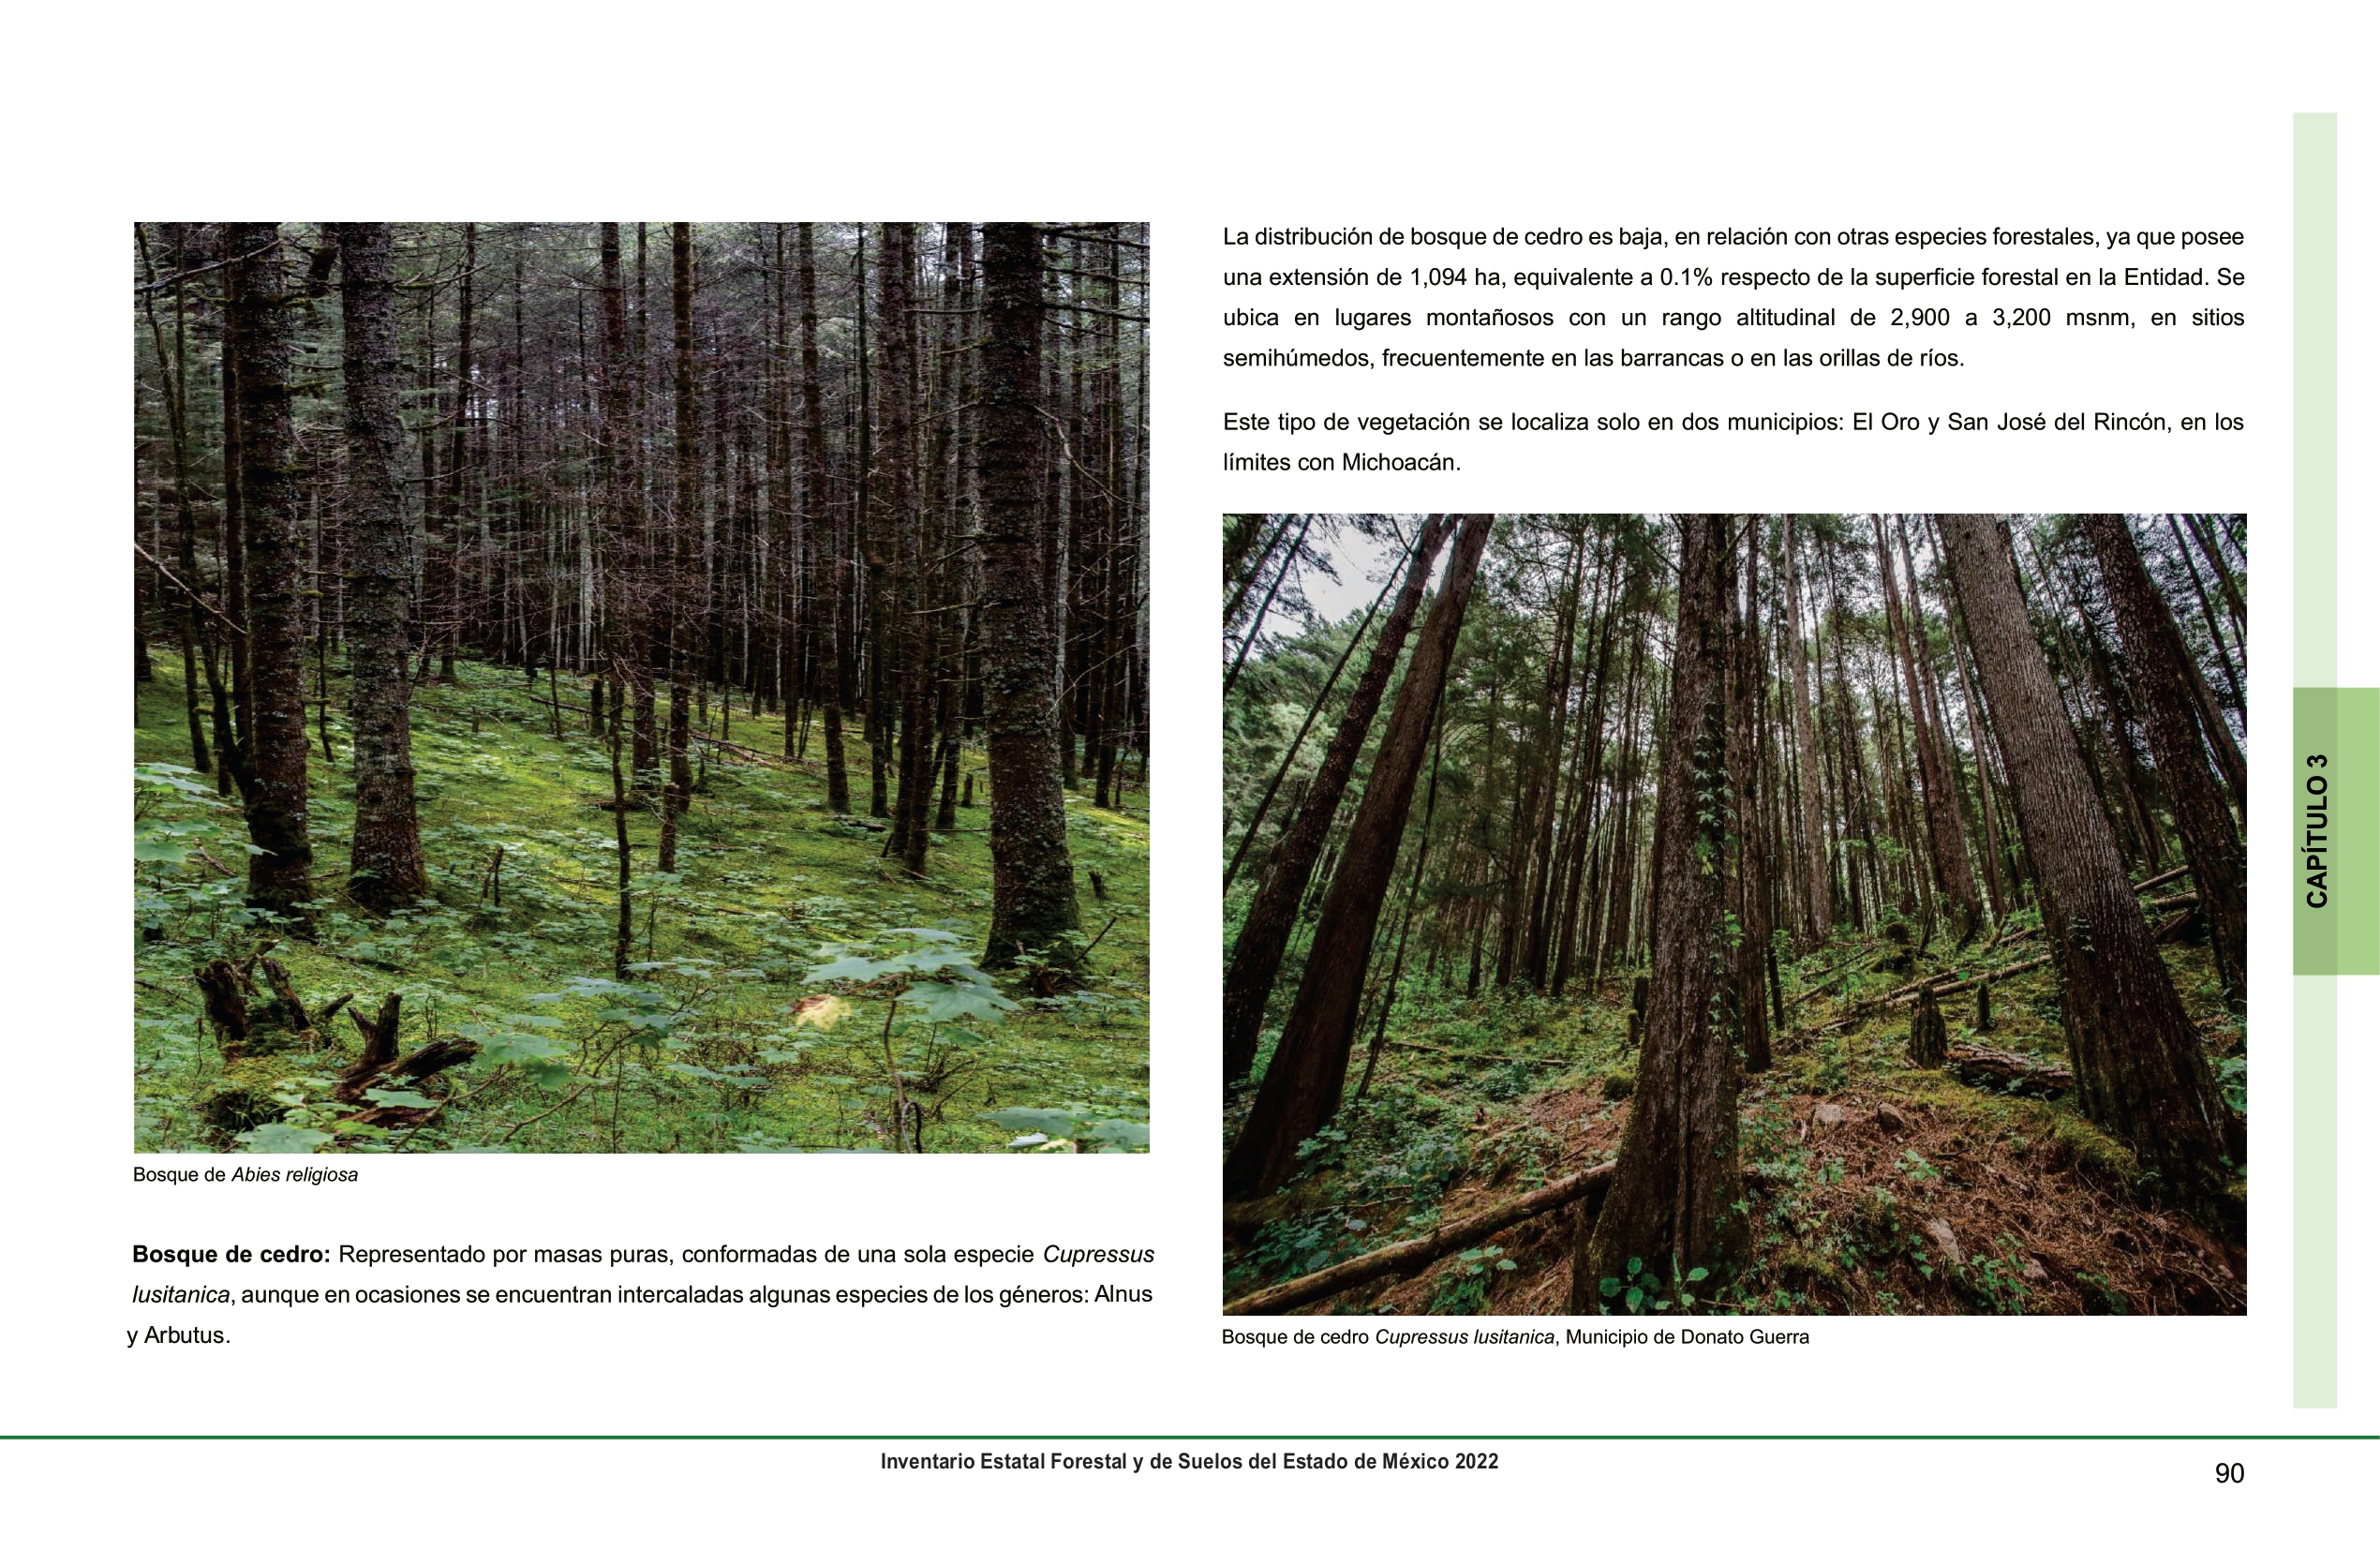 Bosque de Abies religiosa
Bosque de cedro: Representado por masas puras, conformadas de una sola especie Cupressus
lusitanica, aunque en ocasiones se encuentran intercaladas algunas especies de los géneros: Alnus
y Arbutus.
La distribución de bosque de cedro es baja, en relación con otras especies forestales, ya que posee
una extensión de 1,094 ha, equivalente a 0.1% respecto de la superficie forestal en la Entidad. Se
ubica en lugares montañosos con un rango altitudinal de 2,900 a 3,200 msnm, en sitios
semihúmedos, frecuentemente en las barrancas o en las orillas de ríos.
Este tipo de vegetación se localiza solo en dos municipios: El Oro y San José del Rincón, en los
límites con Michoacán.
Bosque de cedro Cupressus lusitanica, Municipio de Donato Guerra
CAPÍTULO 3
Inventario Estatal Forestal y de Suelos del Estado de México 2022
90